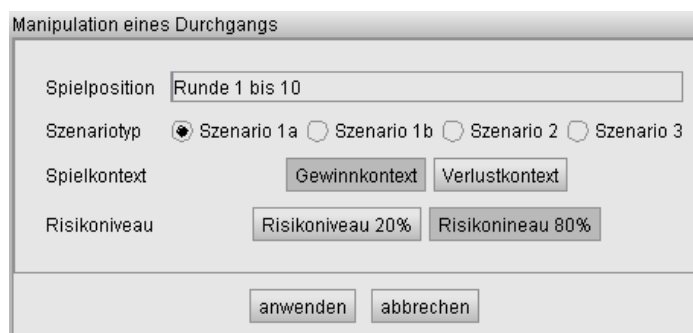 Manipulation eines Durchgangs
Spielposition Runde 1 bis 10
Szenariotyp Szenario 1a Szenario 1b Szenario 2 Szenario 3
Spielkontext Gewinnkontext Verlustkontext
Risikoniveau Risikoniveau 20% Risikonineau 80%
anwenden abbrechen